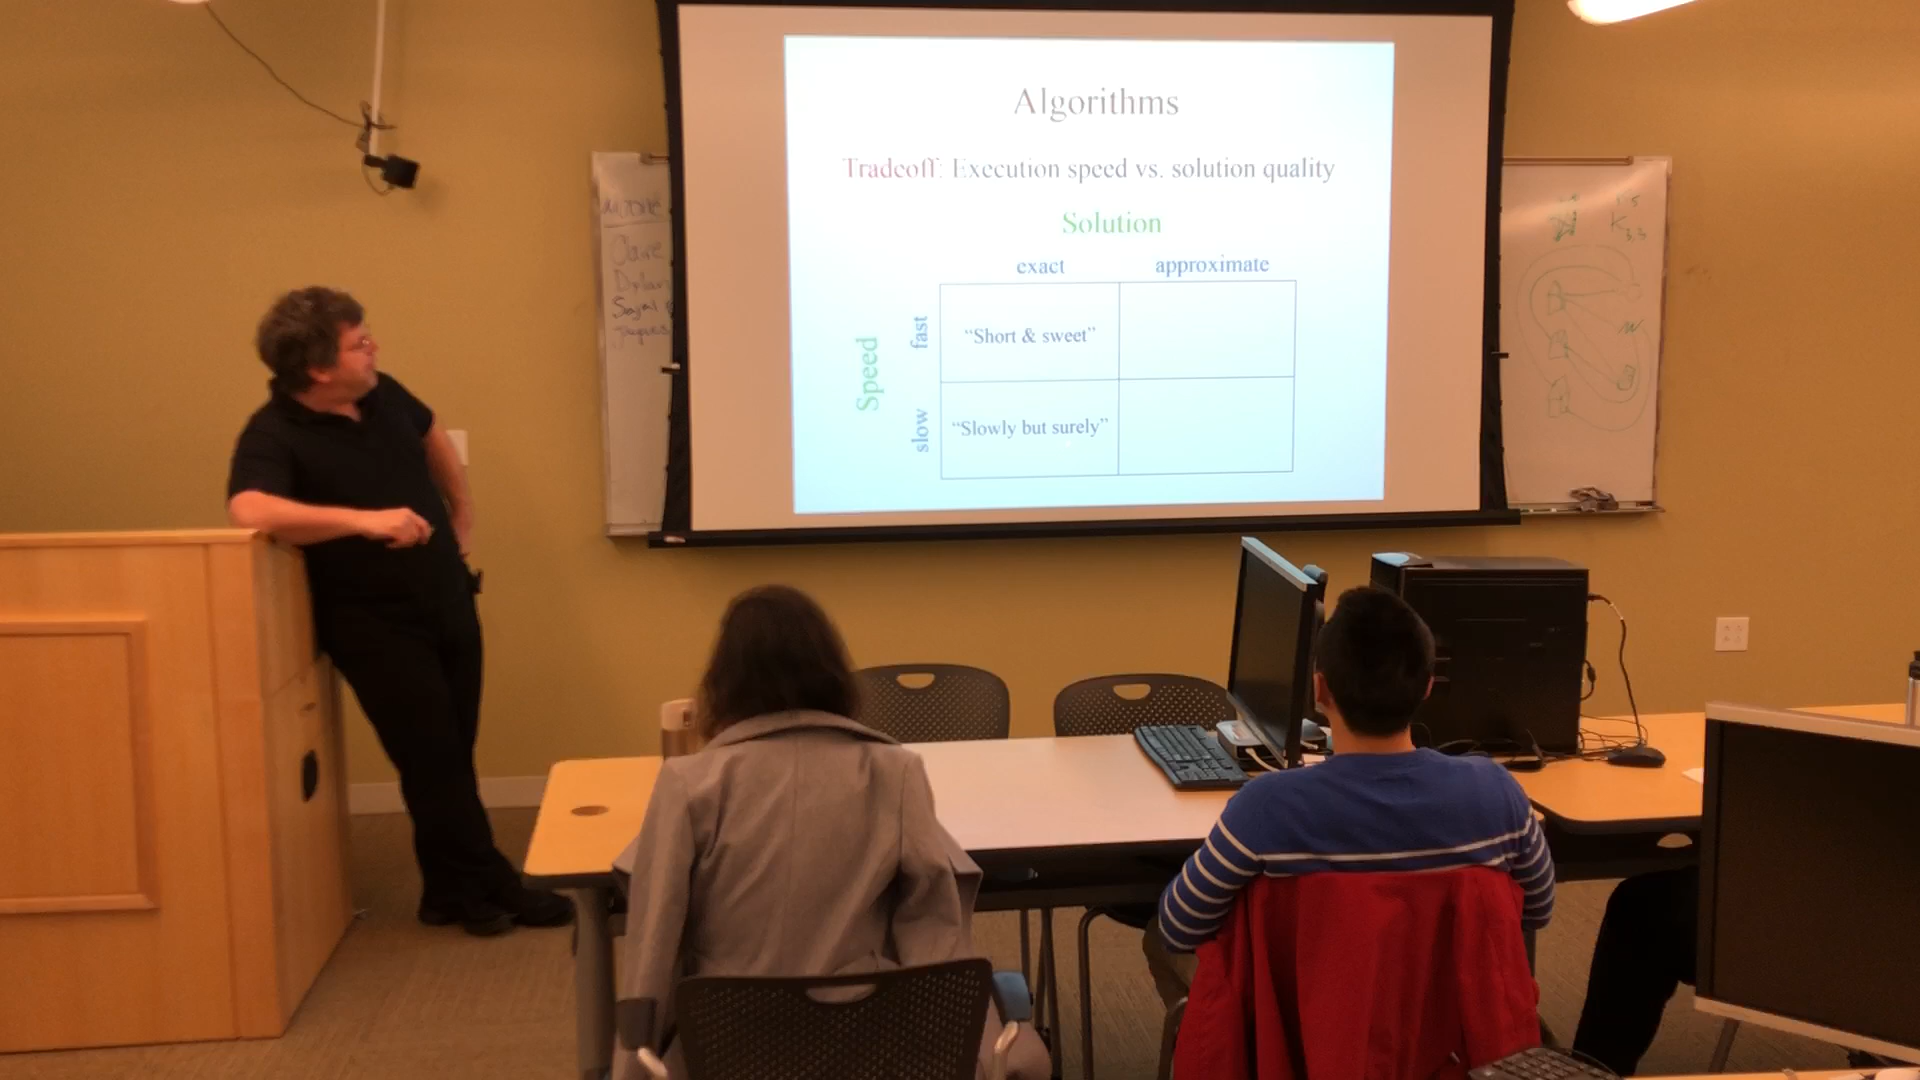 Algorithms
Tradeoff: Execution speed vs. solution quality
Solution
exact approximate
Speed
fast
"Short & sweet"
slow
"Slowly but surely"
Claire
Dylan
K3,3